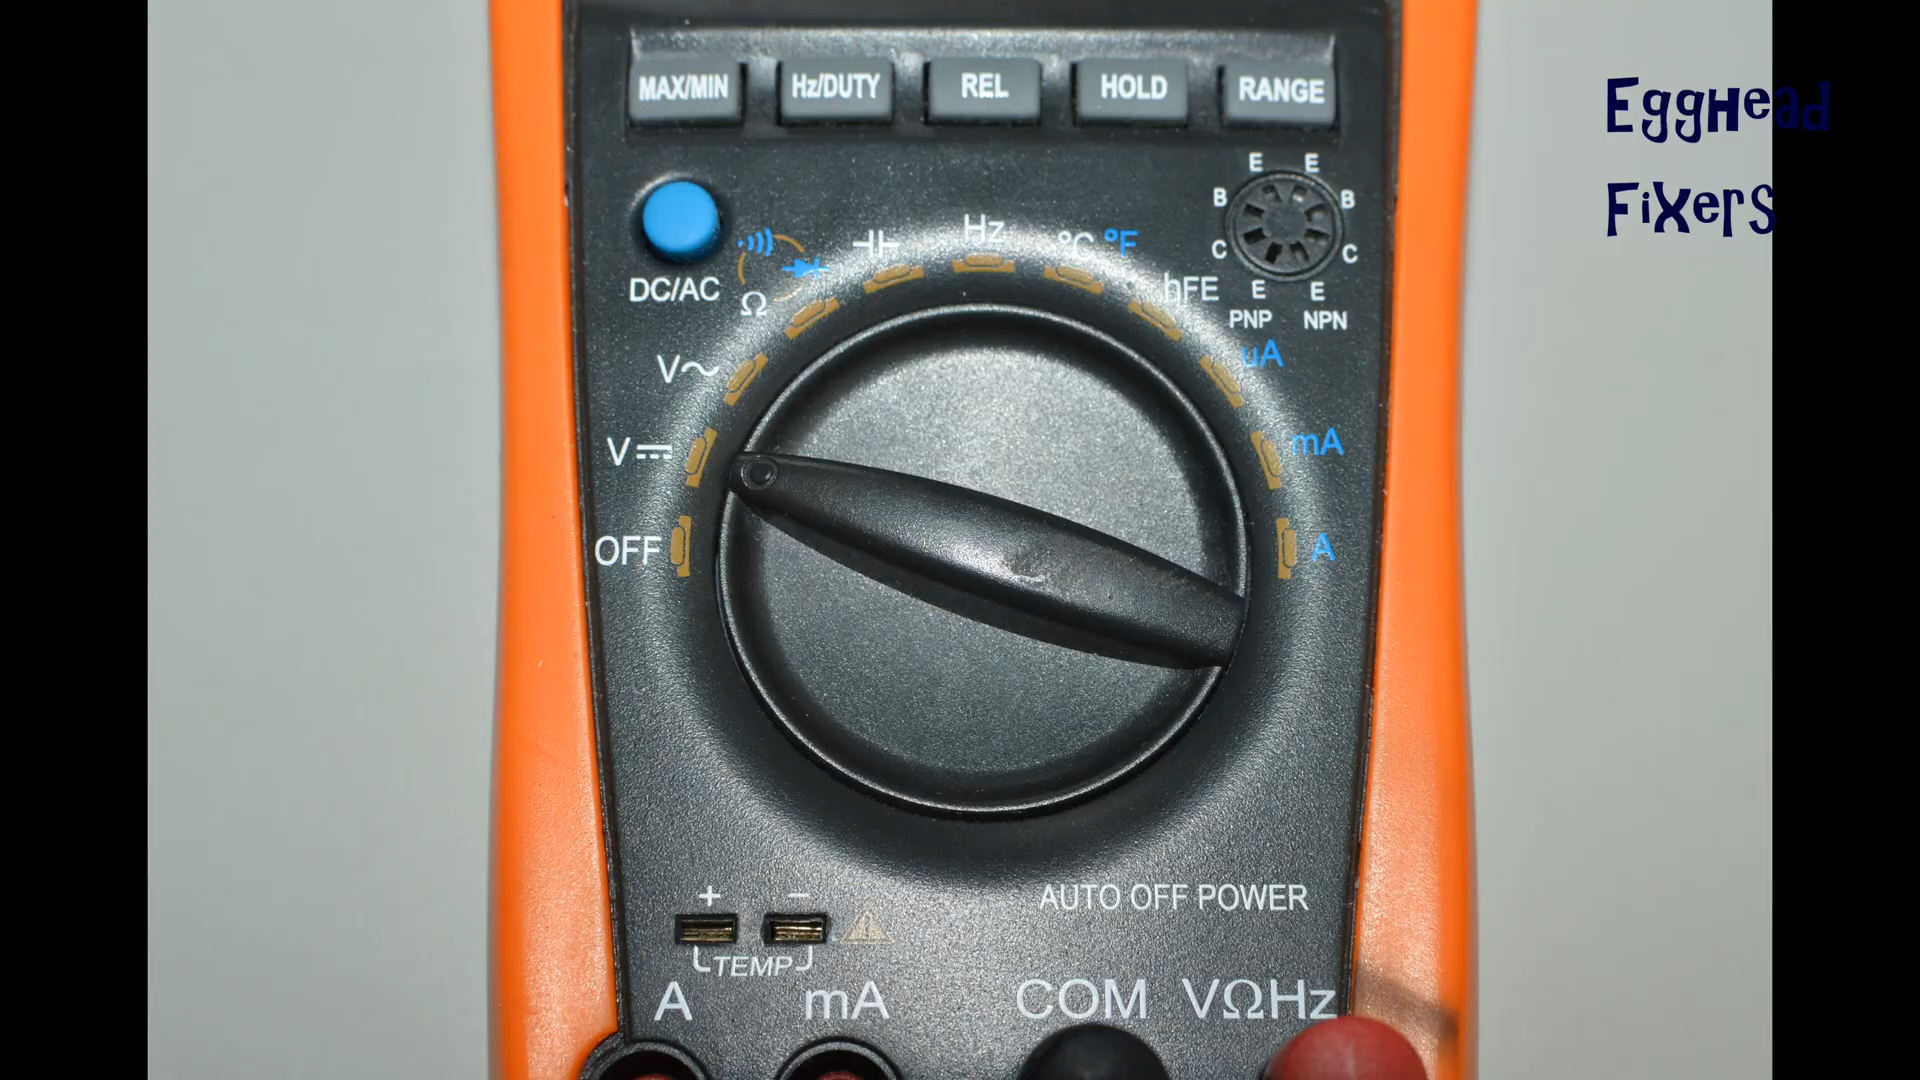 MAX/MIN Hz/DUTY REL HOLD RANGE
EggHead
Fixers
E E
B B
C C
E E
PNP NPN
DC/AC
Ω
Hz
°C °F
hFE
V~
uA
V⎓
mA
OFF
A
AUTO OFF POWER
+ −
TEMP
A mA COM VΩHz